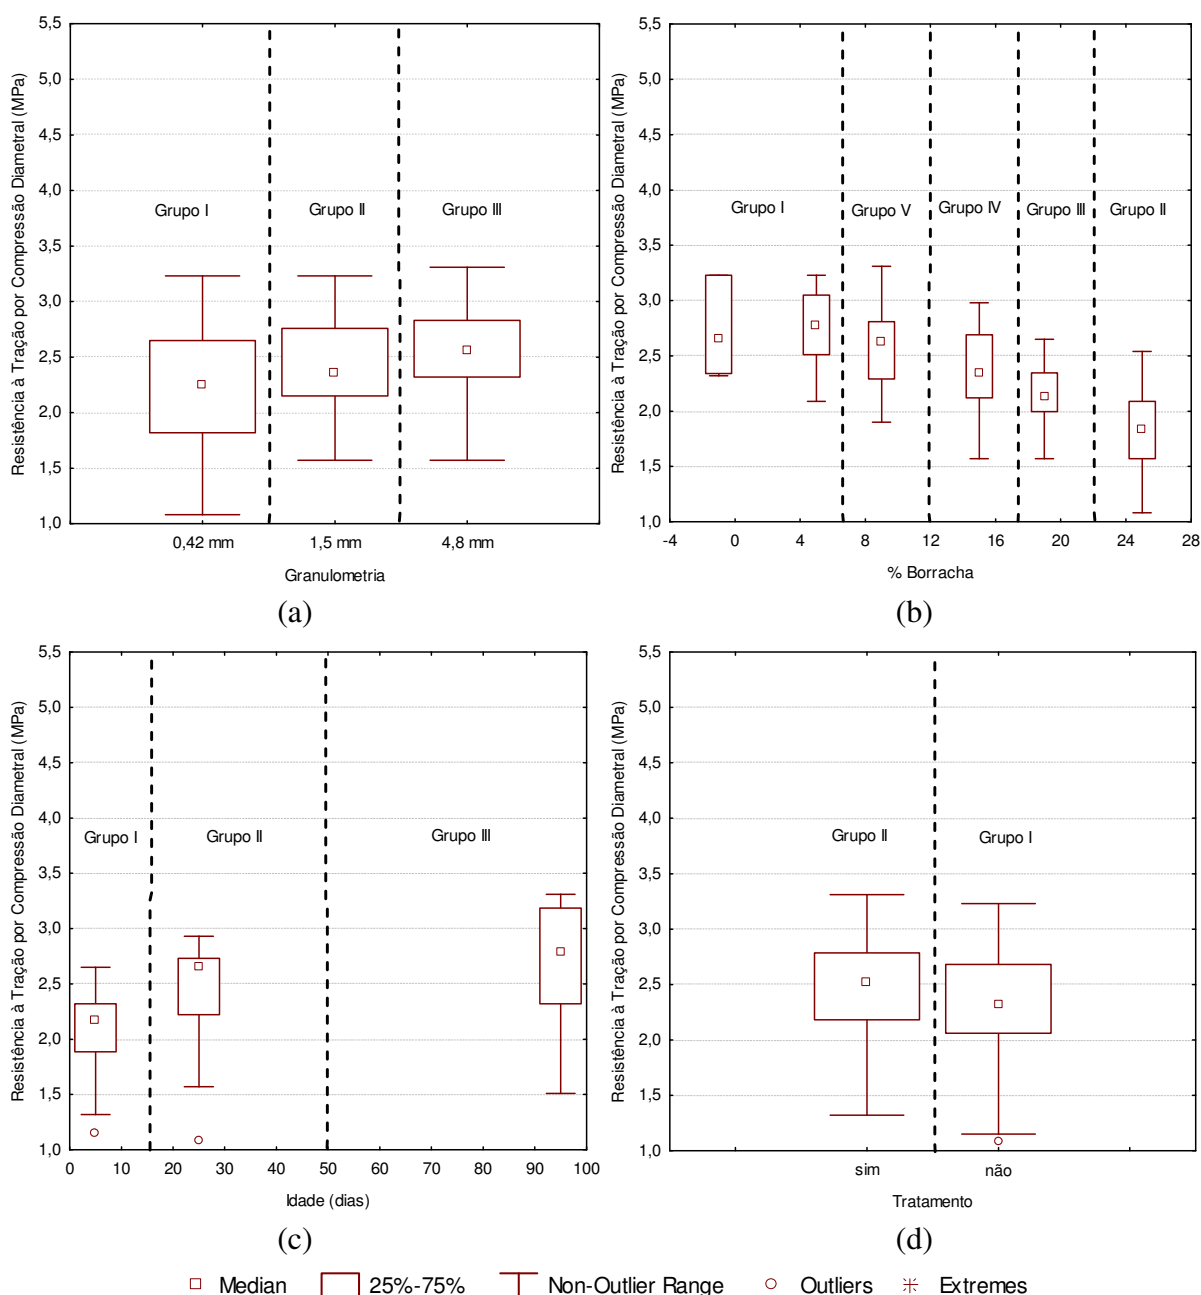 Resistência à Tração por Compressão Diametral (MPa)
5,5
5,0
4,5
4,0
3,5
3,0
2,5
2,0
1,5
1,0
Grupo I
Grupo II
Grupo III
0,42 mm
1,5 mm
4,8 mm
Granulometria
(a)
Resistência à Tração por Compressão Diametral (MPa)
5,5
5,0
4,5
4,0
3,5
3,0
2,5
2,0
1,5
1,0
Grupo I
Grupo V
Grupo IV
Grupo III
Grupo II
-4 0 4 8 12 16 20 24 28
% Borracha
(b)
Resistência à Tração por Compressão Diametral (MPa)
5,5
5,0
4,5
4,0
3,5
3,0
2,5
2,0
1,5
1,0
Grupo I
Grupo II
Grupo III
0 10 20 30 40 50 60 70 80 90 100
Idade (dias)
(c)
Resistência à Tração por Compressão Diametral (MPa)
5,5
5,0
4,5
4,0
3,5
3,0
2,5
2,0
1,5
1,0
Grupo II
Grupo I
sim
não
Tratamento
(d)
Median 25%-75% Non-Outlier Range Outliers Extremes